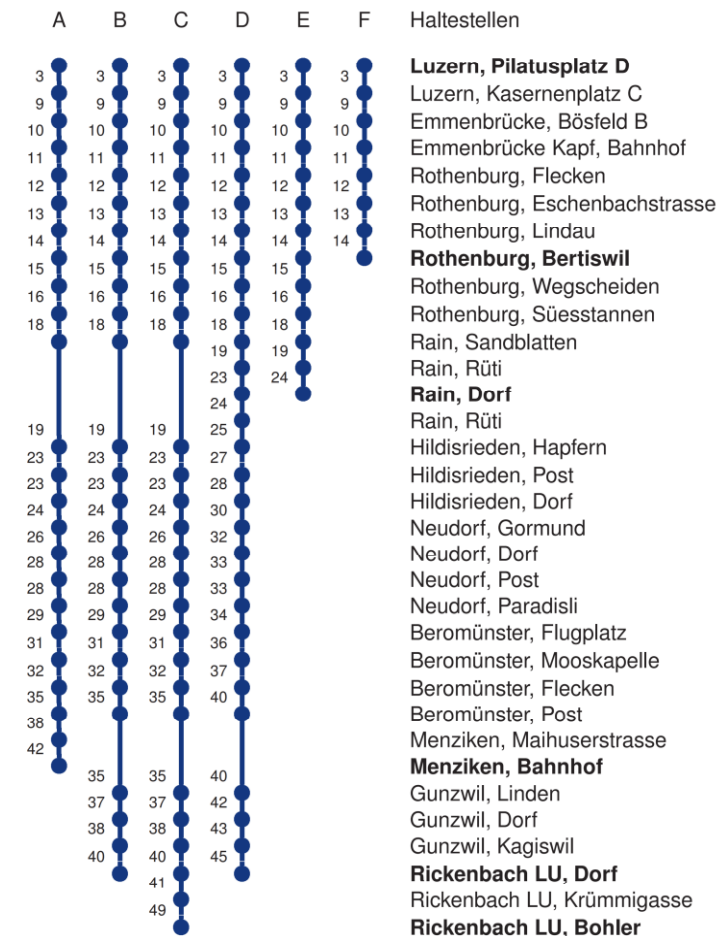 A B C D E F Haltestellen
Luzern, Pilatusplatz D
3 3 3 3 3 3
Luzern, Kasernenplatz C
9 9 9 9 9 9
Emmenbrücke, Bösfeld B
10 10 10 10 10 10
Emmenbrücke Kapf, Bahnhof
11 11 11 11 11 11
Rothenburg, Flecken
12 12 12 12 12 12
Rothenburg, Eschenbachstrasse
13 13 13 13 13 13
Rothenburg, Lindau
14 14 14 14 14 14
Rothenburg, Bertiswil
15 15 15 15 15
Rothenburg, Wegscheiden
16 16 16 16 16
Rothenburg, Süesstannen
18 18 18 18 18
Rain, Sandblatten
19 19
Rain, Rüti
23 24
Rain, Dorf
24
Rain, Rüti
19 19 19 25
Hildisrieden, Hapfern
23 23 23 27
Hildisrieden, Post
23 23 23 28
Hildisrieden, Dorf
24 24 24 30
Neudorf, Gormund
26 26 26 32
Neudorf, Dorf
28 28 28 33
Neudorf, Post
28 28 28 33
Neudorf, Paradisli
29 29 29 34
Beromünster, Flugplatz
31 31 31 36
Beromünster, Mooskapelle
32 32 32 37
Beromünster, Flecken
35 35 35 40
Beromünster, Post
38
Menziken, Maihuserstrasse
42
Menziken, Bahnhof
35 35 40
Gunzwil, Linden
37 37 42
Gunzwil, Dorf
38 38 43
Gunzwil, Kagiswil
40 40 45
Rickenbach LU, Dorf
41
Rickenbach LU, Krümmigasse
49
Rickenbach LU, Bohler